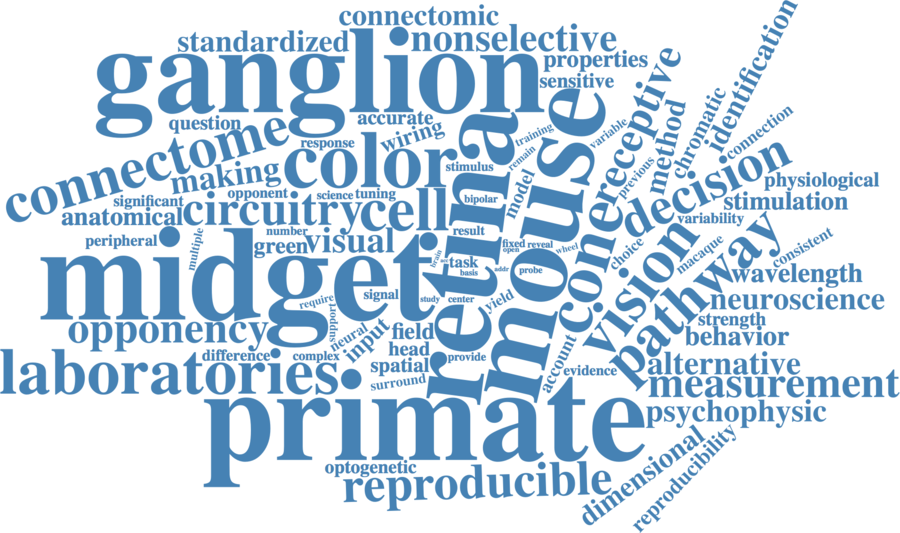 connectomic
standardized
nonselective
ganglion
properties
sensitive
identification
question
accurate
wiring
receptive
method
chromatic
connectome
response
training
variable
connection
making
color
retina
mouse
stimulus
remain
previous
decision
physiological
significant
opponent
science
tuning
bipolar
model
cone
stimulation
anatomical
circuitry
cell
variability
peripheral
multiple
number
green
visual
result
fixed
reveal
open
wheel
choice
vision
macaque
pathway
consistent
midget
brain
task
basis
addr
probe
wavelength
require
signal
study
center
yield
neuroscience
opponency
support
neural
input
field
strength
behavior
laboratories
difference
complex
head
spatial
provide
surround
account
evidence
alternative
measurement
primate
psychophysic
optogenetic
reproducible
dimensional
reproducibility